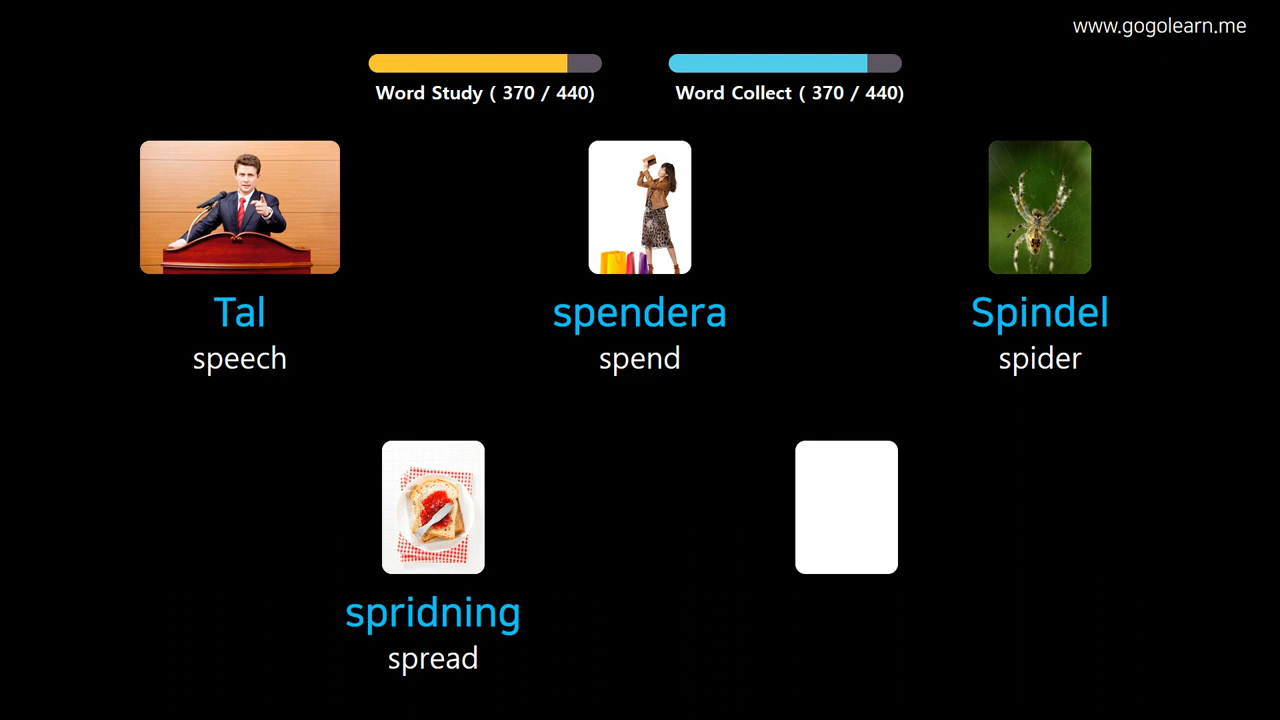 www.gogolearn.me
Word Study ( 370 / 440)
Word Collect ( 370 / 440)
Tal
speech
spendera
spend
Spindel
spider
spridning
spread